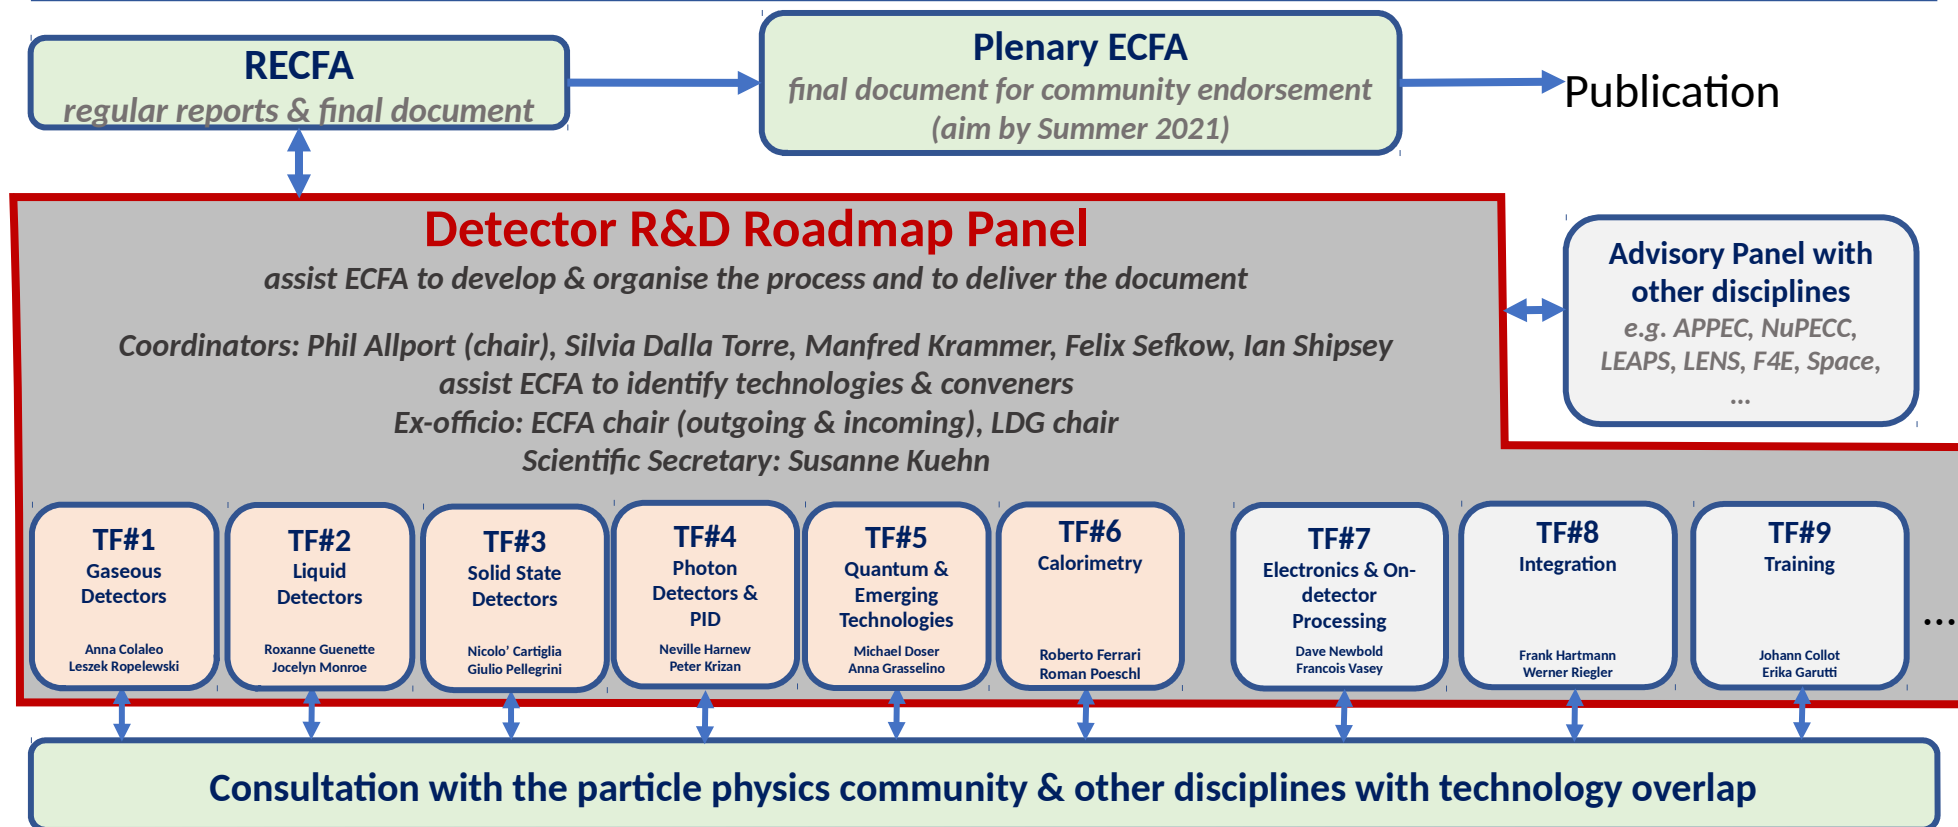 RECFA
regular reports & final document
Plenary ECFA
final document for community endorsement
(aim by Summer 2021)
Publication
Detector R&D Roadmap Panel
assist ECFA to develop & organise the process and to deliver the document
Coordinators: Phil Allport (chair), Silvia Dalla Torre, Manfred Krammer, Felix Sefkow, Ian Shipsey
assist ECFA to identify technologies & conveners
Ex-officio: ECFA chair (outgoing & incoming), LDG chair
Scientific Secretary: Susanne Kuehn
Advisory Panel with
other disciplines
e.g. APPEC, NuPECC,
LEAPS, LENS, F4E, Space,
...
TF#1
Gaseous
Detectors
Anna Colaleo
Leszek Ropelewski
TF#2
Liquid
Detectors
Roxanne Guenette
Jocelyn Monroe
TF#3
Solid State
Detectors
Nicolo’ Cartiglia
Giulio Pellegrini
TF#4
Photon
Detectors &
PID
Neville Harnew
Peter Krizan
TF#5
Quantum &
Emerging
Technologies
Michael Doser
Anna Grasselino
TF#6
Calorimetry
Roberto Ferrari
Roman Poeschl
TF#7
Electronics & On-
detector
Processing
Dave Newbold
Francois Vasey
TF#8
Integration
Frank Hartmann
Werner Riegler
TF#9
Training
Johann Collot
Erika Garutti
...
Consultation with the particle physics community & other disciplines with technology overlap